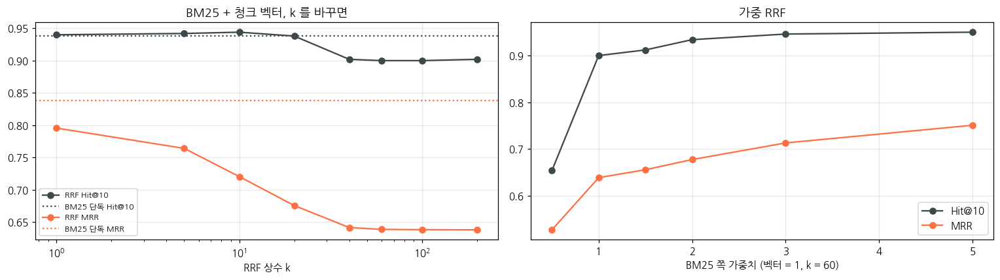 BM25 + 청크 벡터, k 를 바꾸면
0.95
0.90
0.85
0.80
0.75
0.70
0.65
RRF Hit@10
BM25 단독 Hit@10
RRF MRR
BM25 단독 MRR
10⁰
10¹
10²
RRF 상수 k
가중 RRF
0.9
0.8
0.7
0.6
Hit@10
MRR
1
2
3
4
5
BM25 쪽 가중치 (벡터 = 1, k = 60)